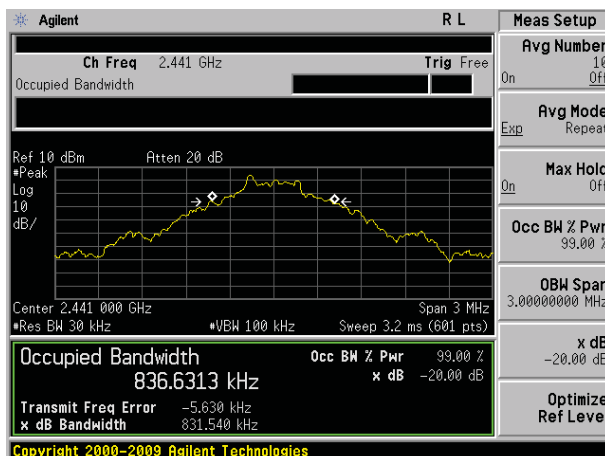 Agilent R L
Meas Setup
Ch Freq 2.441 GHz Trig Free
Occupied Bandwidth
Avg Number
10
On Off
Avg Mode
Exp Repeat
Max Hold
On Off
Occ BW % Pwr
99.00 %
OBW Span
3.00000000 MHz
x dB
-20.00 dB
Optimize
Ref Level
Ref 10 dBm Atten 20 dB
#Peak
Log
10
dB/
Center 2.441 000 GHz Span 3 MHz
#Res BW 30 kHz #VBW 100 kHz Sweep 3.2 ms (601 pts)
Occupied Bandwidth Occ BW % Pwr 99.00 %
836.6313 kHz x dB -20.00 dB
Transmit Freq Error -5.630 kHz
x dB Bandwidth 831.540 kHz
Copyright 2000-2009 Agilent Technologies